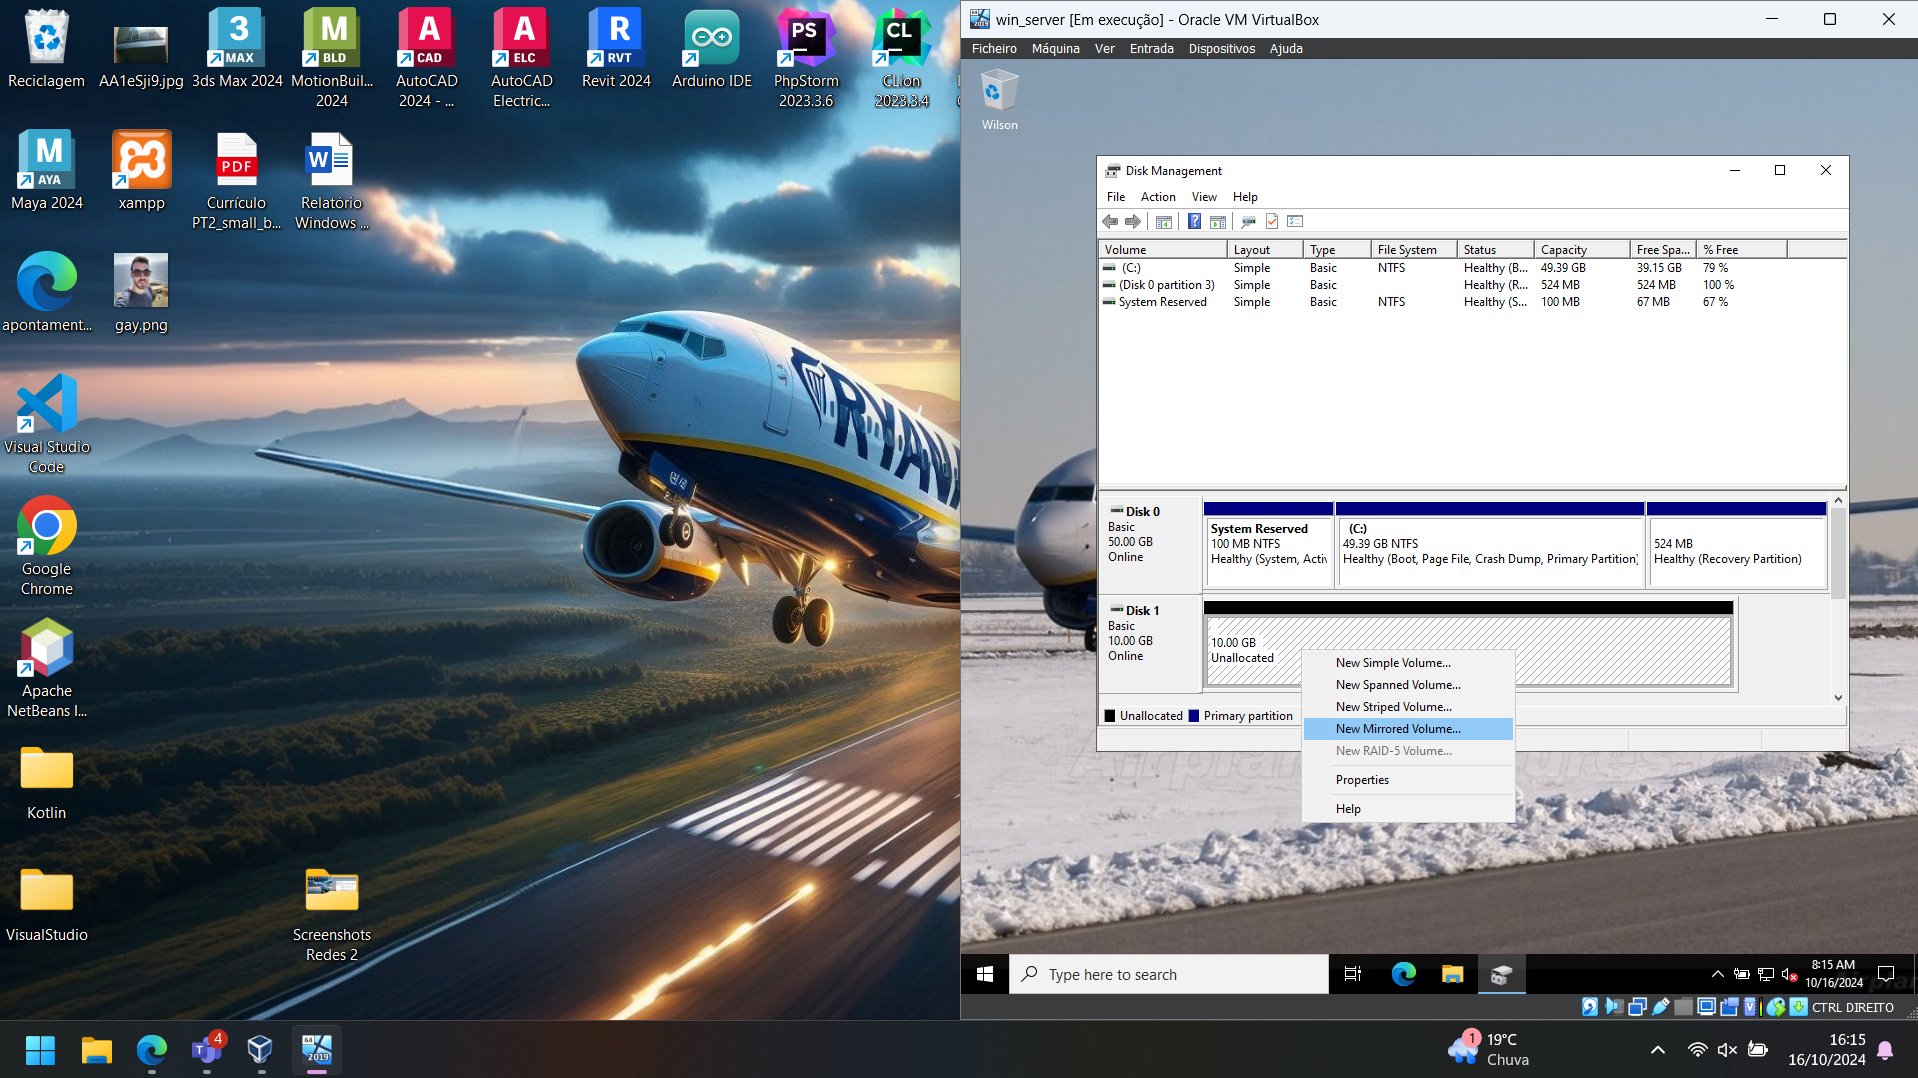 Reciclagem
AA1eSji9.jpg
3
MAX
3ds Max 2024
M
BLD
MotionBuil...
2024
A
CAD
AutoCAD
2024 - ...
A
ELC
AutoCAD
Electric...
R
RVT
Revit 2024
Arduino IDE
PS
PhpStorm
2023.3.6
CL
CLion
2023.3.4
M
AYA
Maya 2024
xampp
PDF
Currículo
PT2_small_b...
W
Relatório
Windows ...
apontament...
gay.png
Visual Studio
Code
Google
Chrome
Apache
NetBeans I...
Kotlin
VisualStudio
Screenshots
Redes 2
RYAN
win_server [Em execução] - Oracle VM VirtualBox
Ficheiro Máquina Ver Entrada Dispositivos Ajuda
Wilson
Disk Management
File Action View Help
Volume Layout Type File System Status Capacity Free Spa... % Free
(C:) Simple Basic NTFS Healthy (B... 49.39 GB 39.15 GB 79 %
(Disk 0 partition 3) Simple Basic Healthy (R... 524 MB 524 MB 100 %
System Reserved Simple Basic NTFS Healthy (S... 100 MB 67 MB 67 %
Disk 0
Basic
50.00 GB
Online
System Reserved
100 MB NTFS
Healthy (System, Activ
(C:)
49.39 GB NTFS
Healthy (Boot, Page File, Crash Dump, Primary Partition)
524 MB
Healthy (Recovery Partition)
Disk 1
Basic
10.00 GB
Online
10.00 GB
Unallocated
Unallocated Primary partition
New Simple Volume...
New Spanned Volume...
New Striped Volume...
New Mirrored Volume...
New RAID-5 Volume...
Properties
Help
Type here to search
8:15 AM
10/16/2024
CTRL DIREITO
4
64
2019
1
19°C
Chuva
16:15
16/10/2024